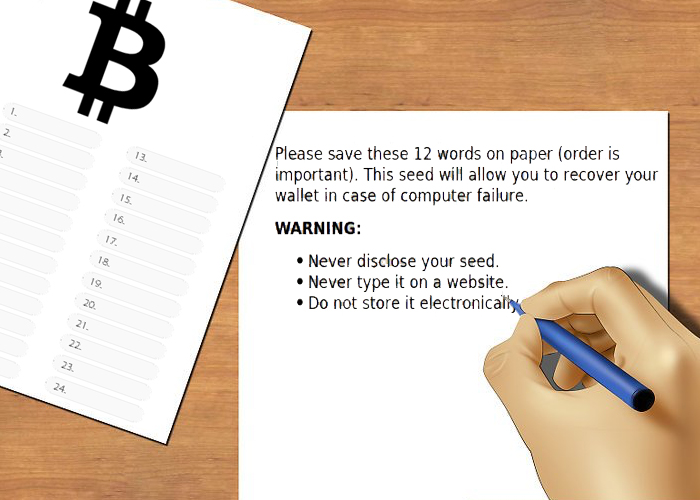 1.
2.
13.
14.
15.
16.
17.
18.
19.
20.
21.
22.
23.
24.
Please save these 12 words on paper (order is
important). This seed will allow you to recover your
wallet in case of computer failure.
WARNING:
• Never disclose your seed.
• Never type it on a website.
• Do not store it electronically